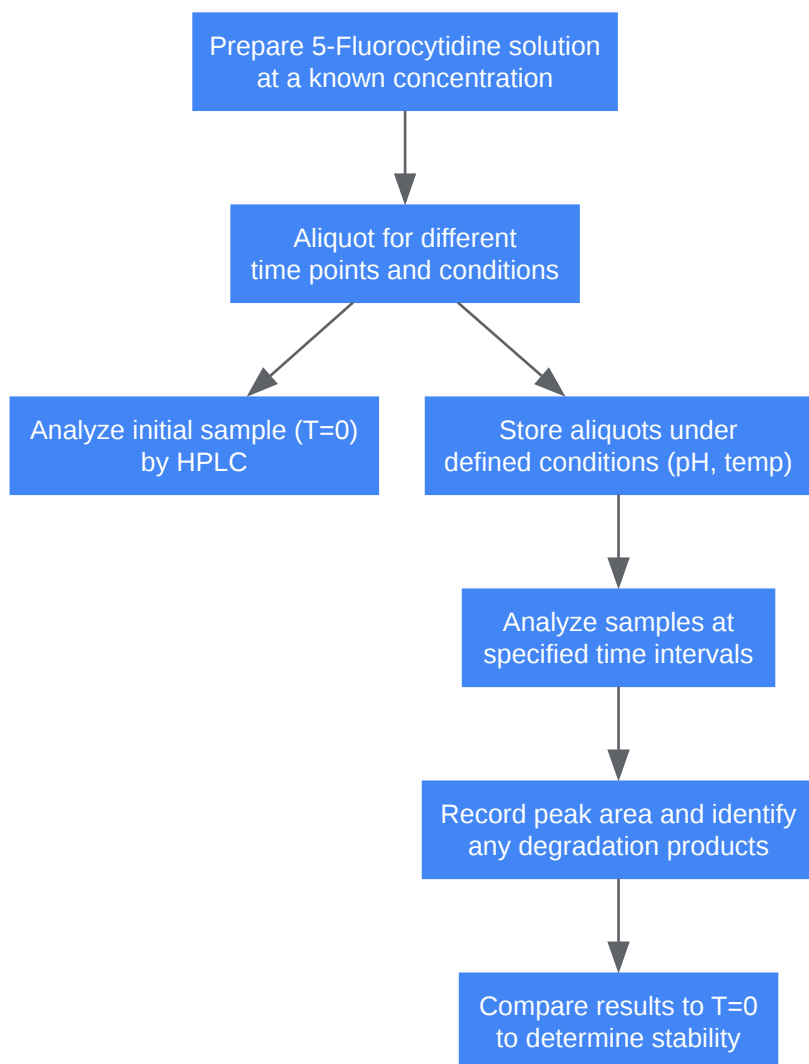 Prepare 5-Fluorocytidine solution
at a known concentration
Aliquot for different
time points and conditions
Analyze initial sample (T=0)
by HPLC
Store aliquots under
defined conditions (pH, temp)
Analyze samples at
specified time intervals
Record peak area and identify
any degradation products
Compare results to T=0
to determine stability